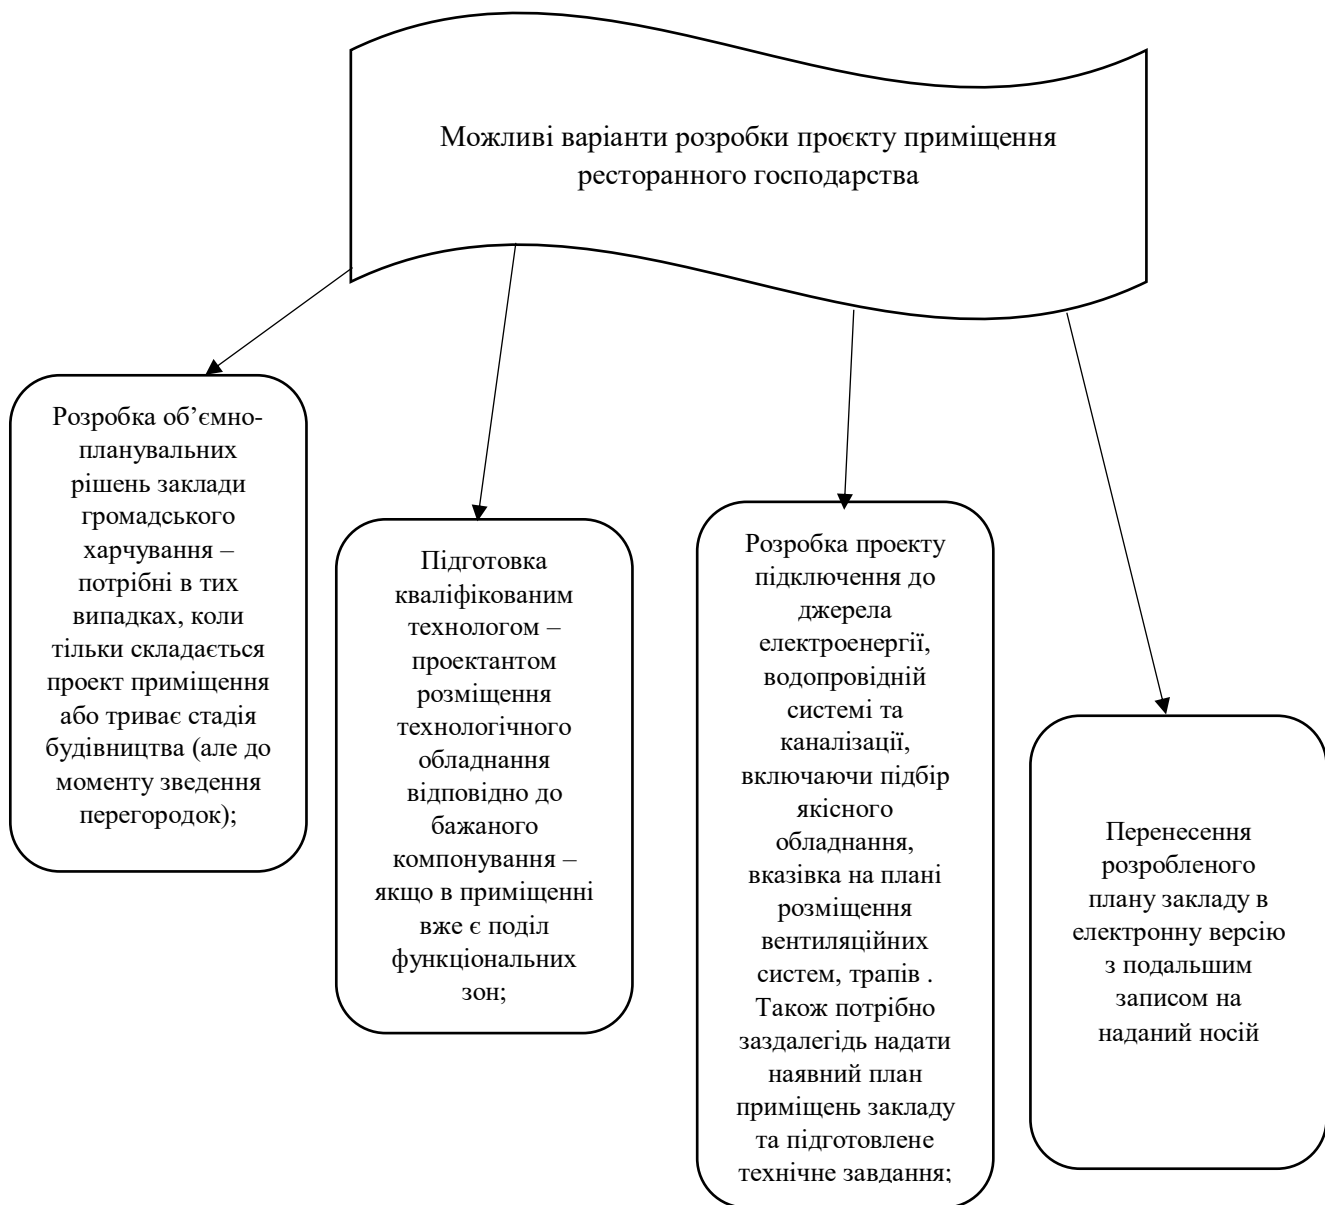 Можливі варіанти розробки проєкту приміщення
ресторанного господарства
Розробка об’ємно-
планувальних
рішень заклади
громадського
харчування –
потрібні в тих
випадках, коли
тільки складається
проект приміщення
або триває стадія
будівництва (але до
моменту зведення
перегородок);
Підготовка
кваліфікованим
технологом –
проектантом
розміщення
технологічного
обладнання
відповідно до
бажаного
компонування –
якщо в приміщенні
вже є поділ
функціональних
зон;
Розробка проекту
підключення до
джерела
електроенергії,
водопровідній
системі та
каналізації,
включаючи підбір
якісного
обладнання,
вказівка на плані
розміщення
вентиляційних
систем, трапів .
Також потрібно
заздалегідь надати
наявний план
приміщень закладу
та підготовлене
технічне завдання;
Перенесення
розробленого
плану закладу в
електронну версію
з подальшим
записом на
наданий носій